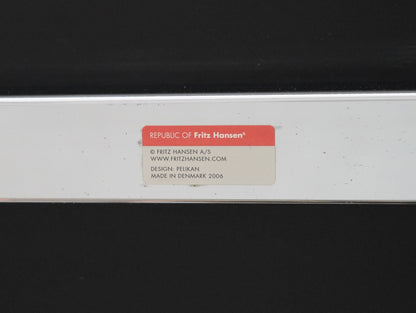 REPUBLIC OF Fritz Hansen®
© FRITZ HANSEN A/S
WWW.FRITZHANSEN.COM
DESIGN: PELIKAN
MADE IN DENMARK 2006